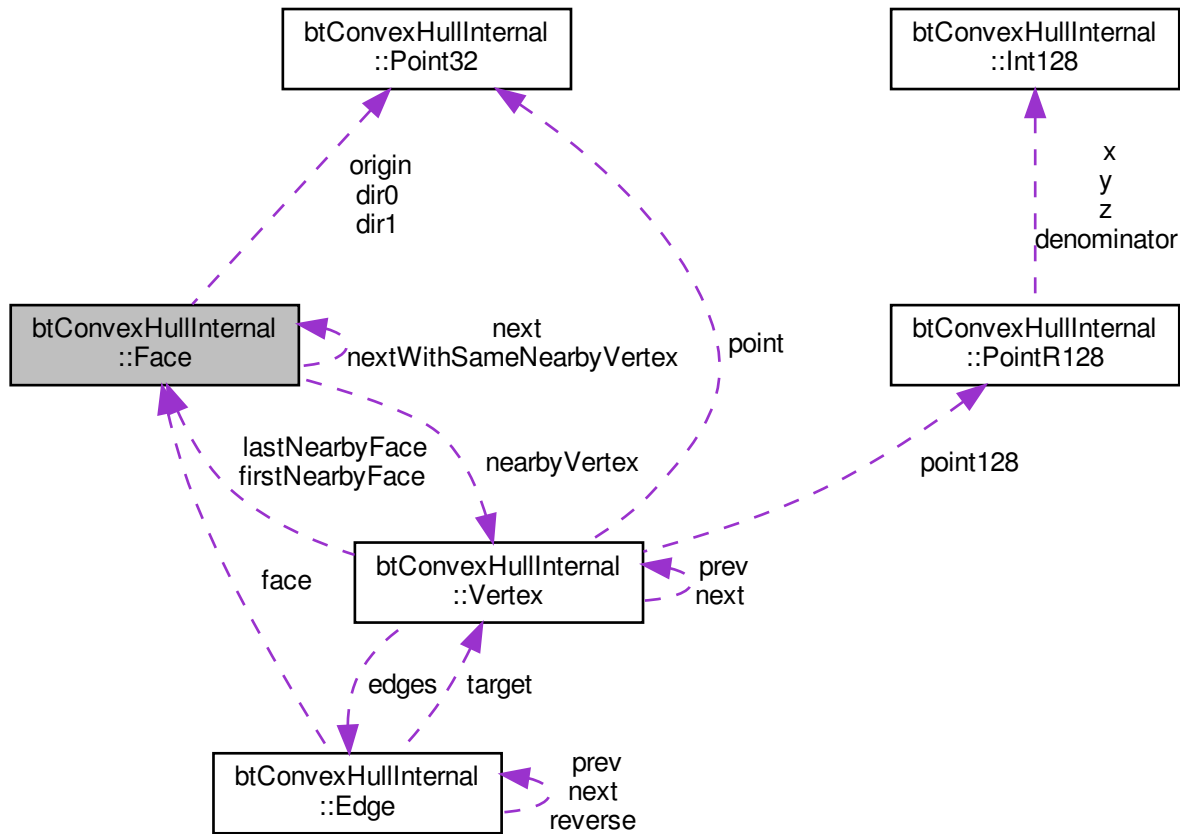 btConvexHullInternal
::Point32
btConvexHullInternal
::Int128
origin
dir0
dir1
x
y
z
denominator
btConvexHullInternal
::Face
next
nextWithSameNearbyVertex
point
btConvexHullInternal
::PointR128
lastNearbyFace
firstNearbyFace
nearbyVertex
point128
face
btConvexHullInternal
::Vertex
prev
next
edges
target
btConvexHullInternal
::Edge
prev
next
reverse